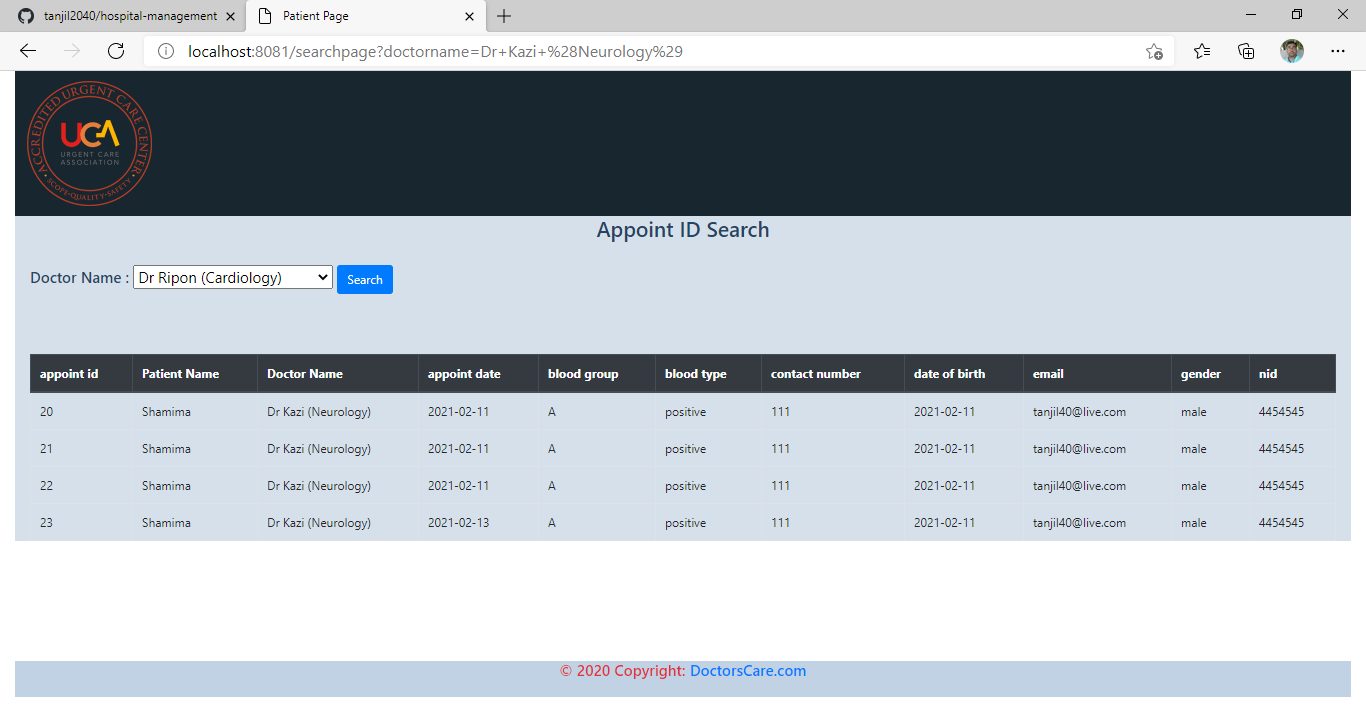 tanjil2040/hospital-management
Patient Page
localhost:8081/searchpage?doctorname=Dr+Kazi+%28Neurology%29
ACCREDITED URGENT CARE CENTER
UCA
URGENT CARE
ASSOCIATION
• SCOPE•QUALITY•SAFETY •
Appoint ID Search
Doctor Name : Dr Ripon (Cardiology) Search
appoint id Patient Name Doctor Name appoint date blood group blood type contact number date of birth email gender nid
20 Shamima Dr Kazi (Neurology) 2021-02-11 A positive 111 2021-02-11 tanjil40@live.com male 4454545
21 Shamima Dr Kazi (Neurology) 2021-02-11 A positive 111 2021-02-11 tanjil40@live.com male 4454545
22 Shamima Dr Kazi (Neurology) 2021-02-11 A positive 111 2021-02-11 tanjil40@live.com male 4454545
23 Shamima Dr Kazi (Neurology) 2021-02-13 A positive 111 2021-02-11 tanjil40@live.com male 4454545
© 2020 Copyright: DoctorsCare.com